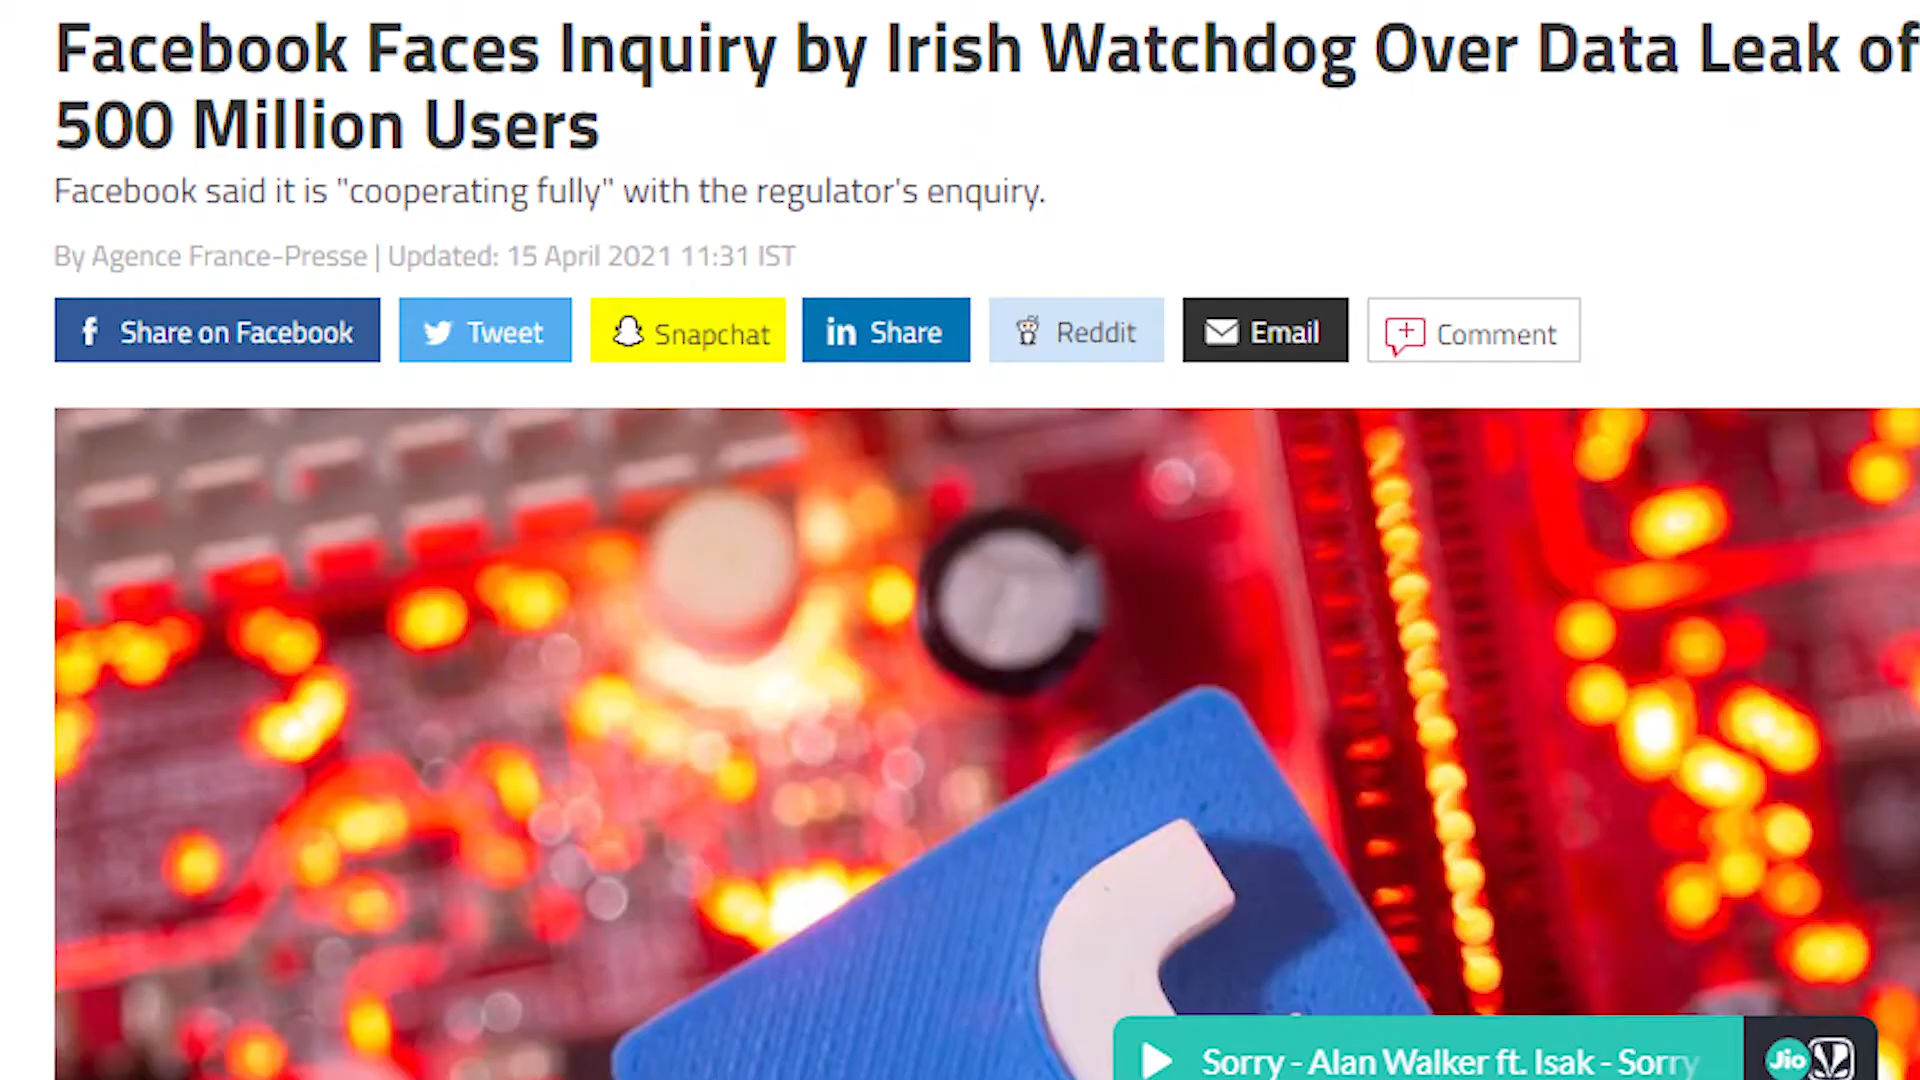 Facebook Faces Inquiry by Irish Watchdog Over Data Leak of
500 Million Users
Facebook said it is "cooperating fully" with the regulator's enquiry.
By Agence France-Presse | Updated: 15 April 2021 11:31 IST
f Share on Facebook
Tweet
Snapchat
in Share
Reddit
Email
Comment
Sorry - Alan Walker ft. Isak - Sorry
Jio